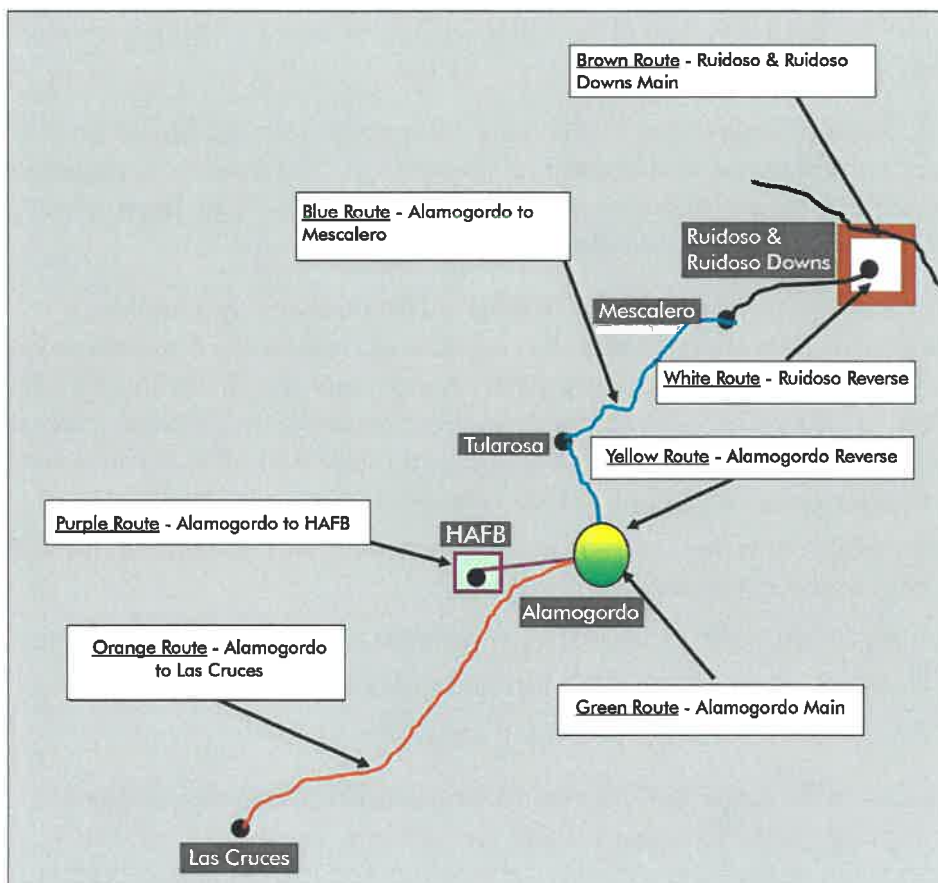 Brown Route - Ruidoso & Ruidoso
Downs Main
Blue Route - Alamogordo to
Mescalero
Ruidoso &
Ruidoso Downs
Mescalero
White Route - Ruidoso Reverse
Tularosa
Yellow Route - Alamogordo Reverse
Purple Route - Alamogordo to HAFB
HAFB
Alamogordo
Orange Route - Alamogordo
to Las Cruces
Green Route - Alamogordo Main
Las Cruces